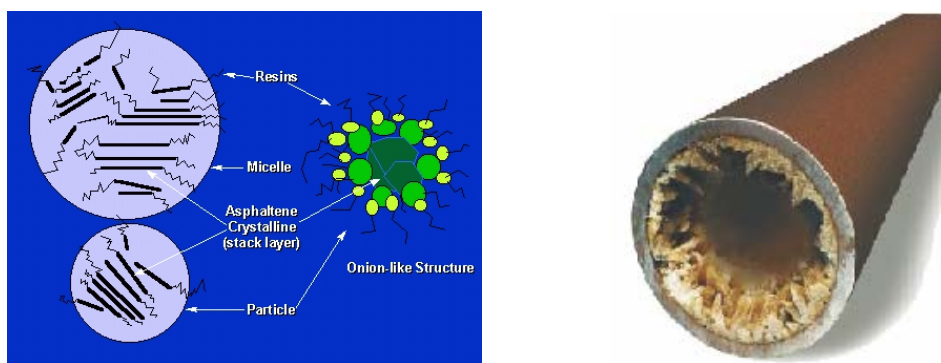 Resins
Micelle
Asphaltene
Crystalline
(stack layer)
Onion-like Structure
Particle